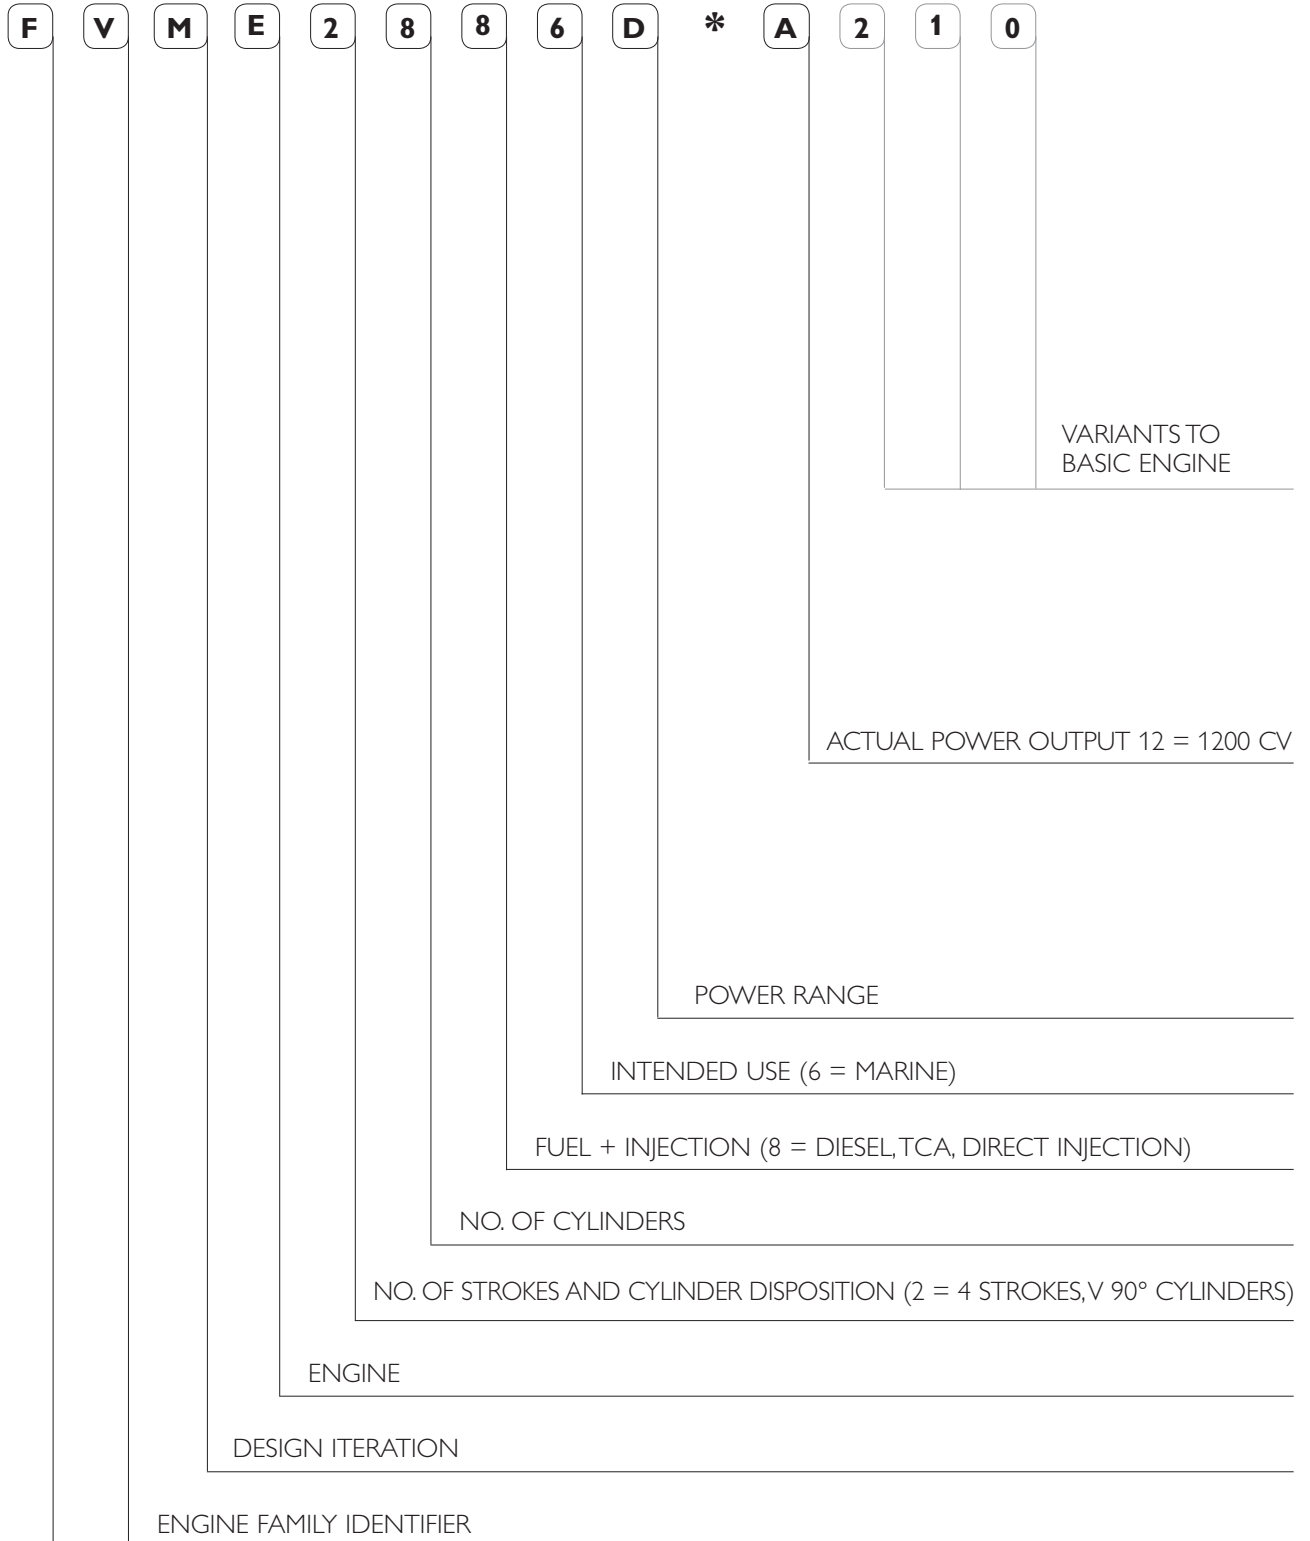 F V M E 2 8 8 6 D * A 2 1 0
VARIANTS TO
BASIC ENGINE
ACTUAL POWER OUTPUT 12 = 1200 CV
POWER RANGE
INTENDED USE (6 = MARINE)
FUEL + INJECTION (8 = DIESEL, TCA, DIRECT INJECTION)
NO. OF CYLINDERS
NO. OF STROKES AND CYLINDER DISPOSITION (2 = 4 STROKES, V 90° CYLINDERS)
ENGINE
DESIGN ITERATION
ENGINE FAMILY IDENTIFIER